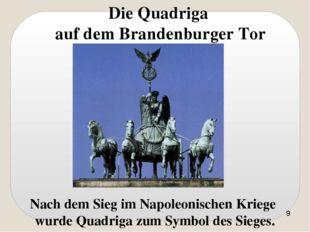 Die Quadriga
auf dem Brandenburger Tor
Nach dem Sieg im Napoleonischen Kriege
wurde Quadriga zum Symbol des Sieges.
9